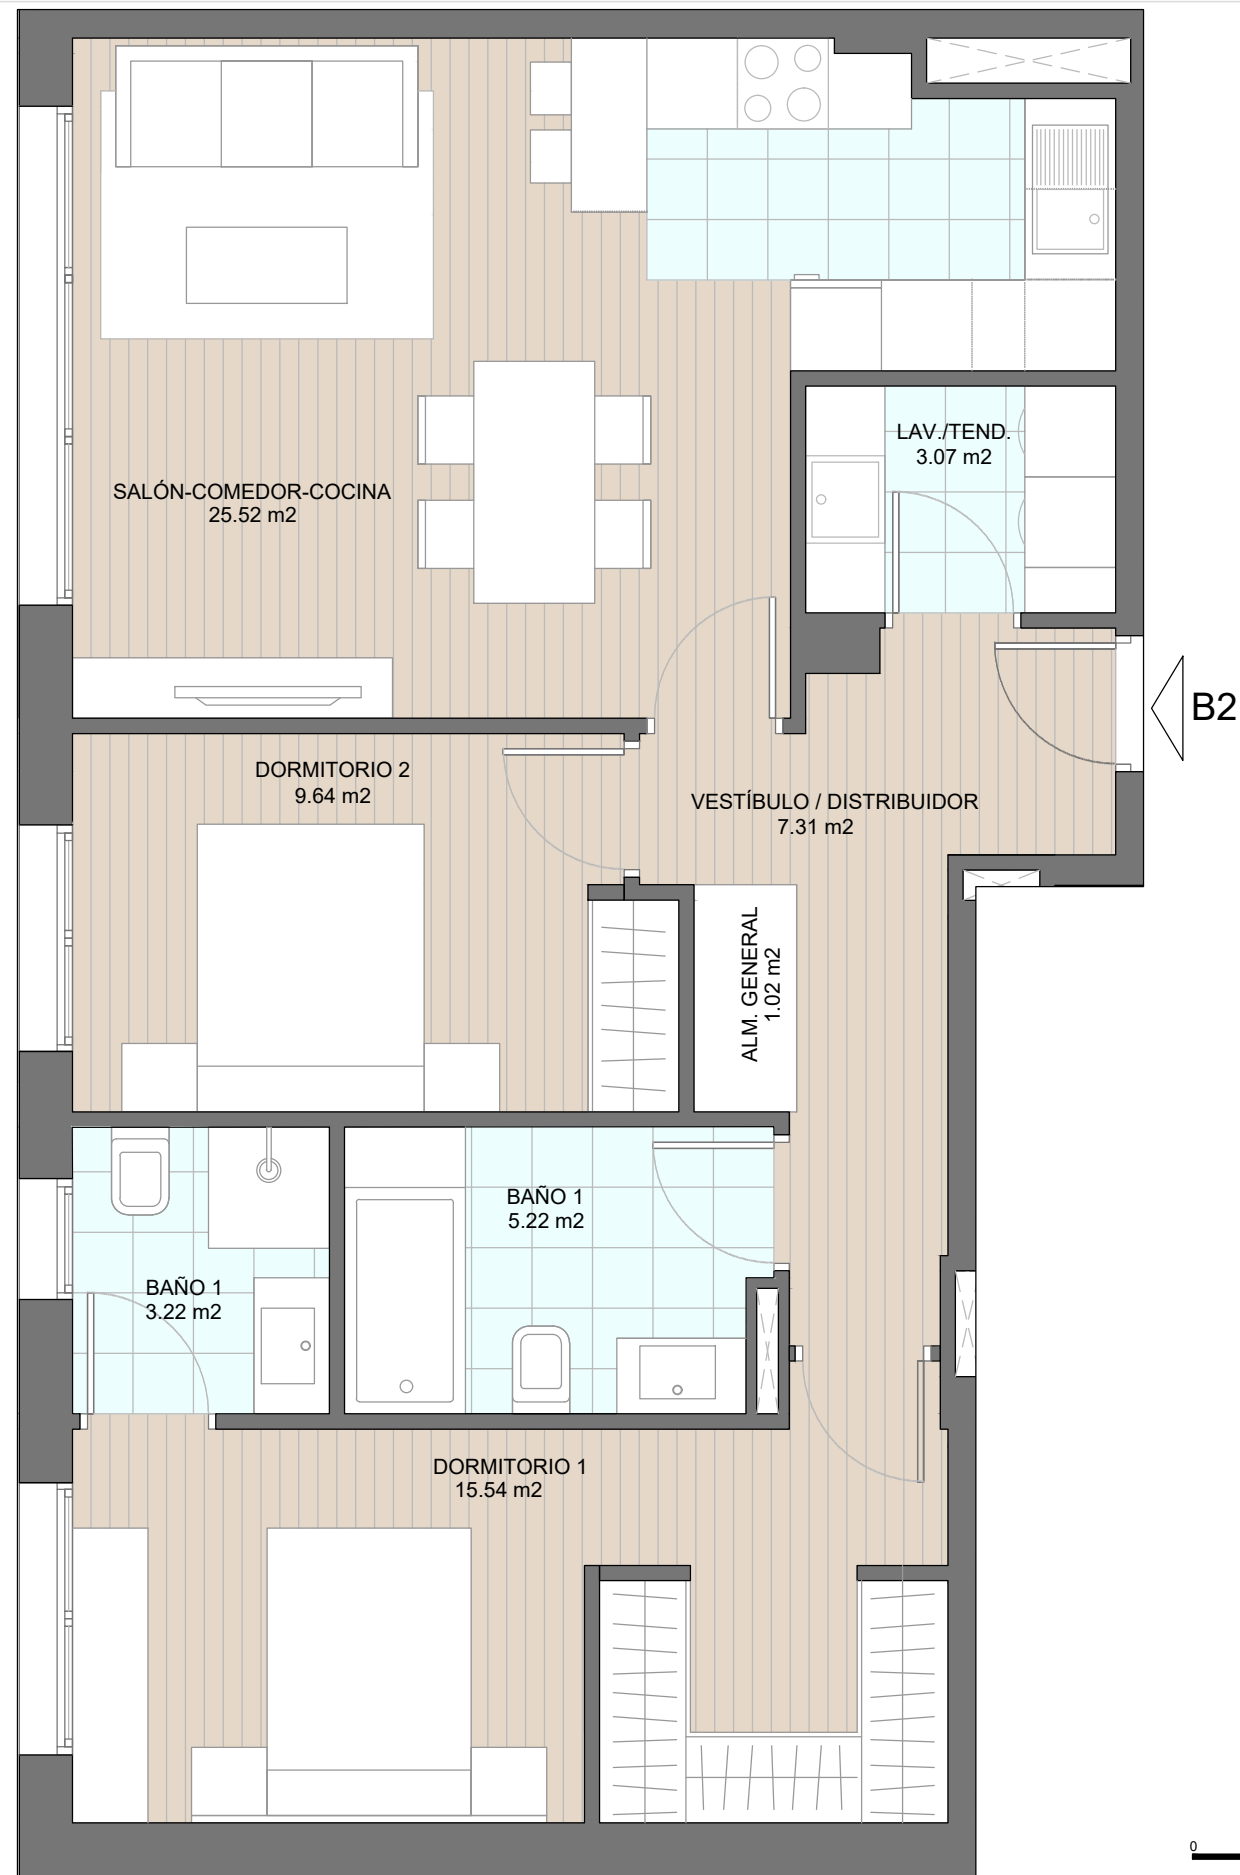 LAV./TEND.
3.07 m2
SALÓN-COMEDOR-COCINA
25.52 m2
B2
DORMITORIO 2
9.64 m2
VESTÍBULO / DISTRIBUIDOR
7.31 m2
ALM. GENERAL
1.02 m2
BAÑO 1
5.22 m2
BAÑO 1
3.22 m2
DORMITORIO 1
15.54 m2
0